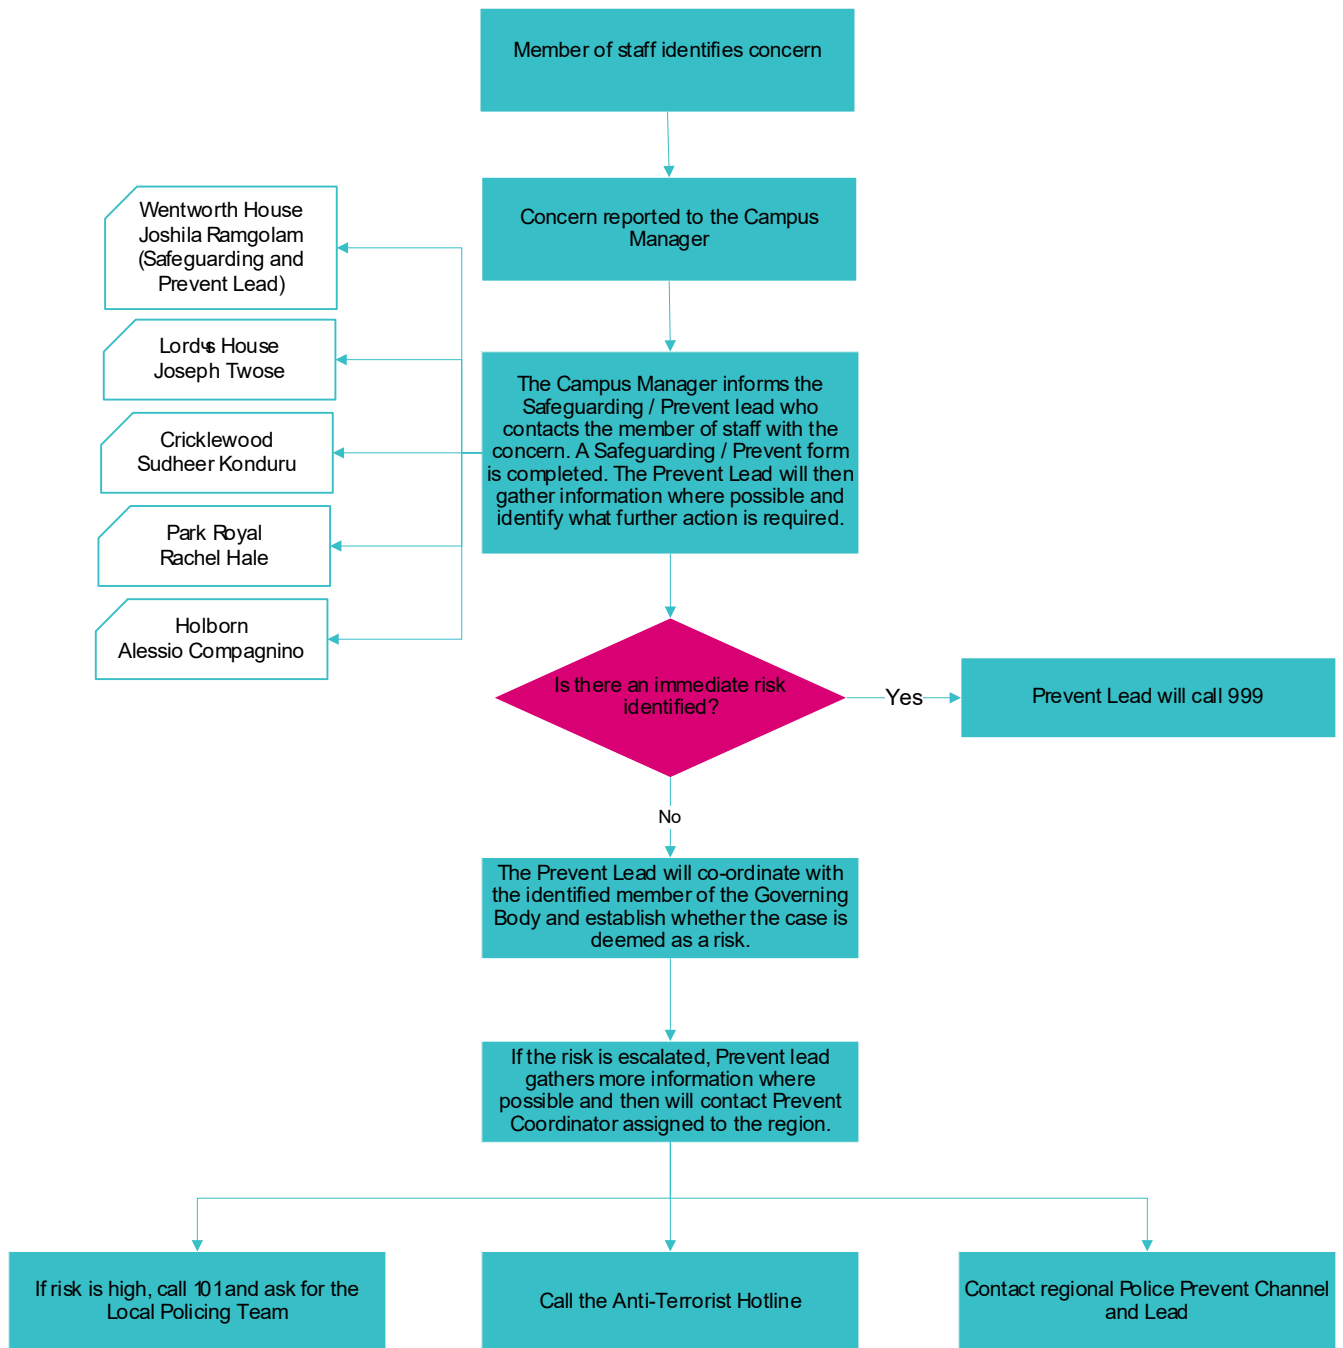 Member of staff identifies concern
Concern reported to the Campus
Manager
Wentworth House
Joshila Ramgolam
(Safeguarding and
Prevent Lead)
Lord's House
Joseph Twose
Cricklewood
Sudheer Konduru
Park Royal
Rachel Hale
Holborn
Alessio Compagnino
The Campus Manager informs the
Safeguarding / Prevent lead who
contacts the member of staff with the
concern. A Safeguarding / Prevent form
is completed. The Prevent Lead will then
gather information where possible and
identify what further action is required.
Is there an immediate risk
identified?
Yes
Prevent Lead will call 999
No
The Prevent Lead will co-ordinate with
the identified member of the Governing
Body and establish whether the case is
deemed as a risk.
If the risk is escalated, Prevent lead
gathers more information where
possible and then will contact Prevent
Coordinator assigned to the region.
If risk is high, call 101 and ask for the
Local Policing Team
Call the Anti-Terrorist Hotline
Contact regional Police Prevent Channel
and Lead